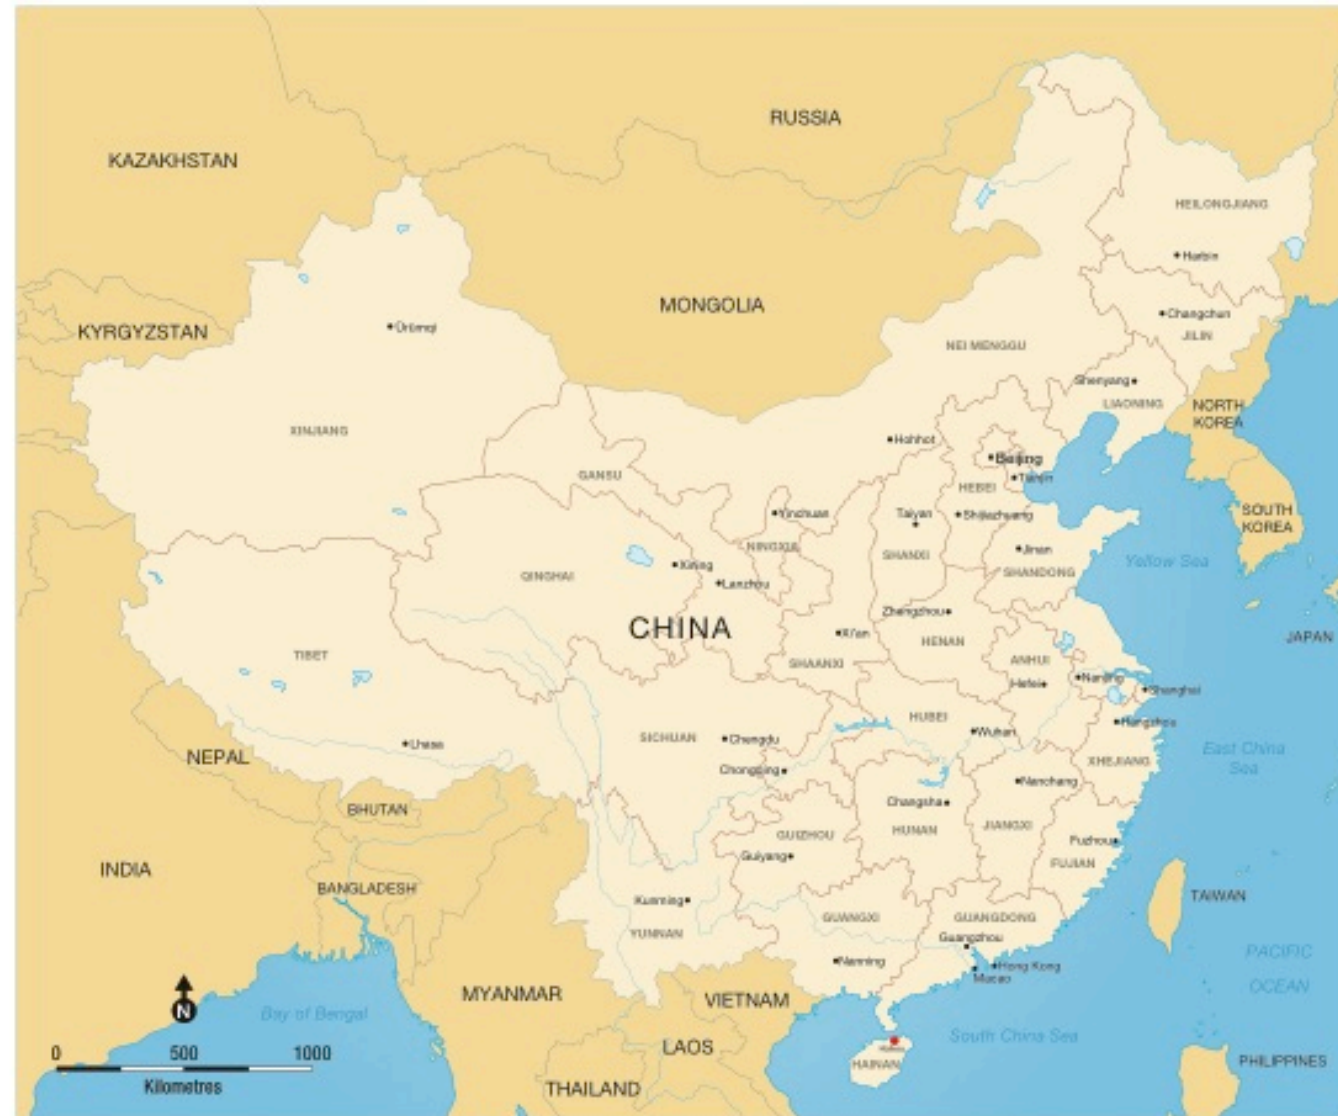 RUSSIA
KAZAKHSTAN
HEILONGJIANG
Harbin
MONGOLIA
Changchun
KYRGYZSTAN
Ürümqi
JILIN
NEI MENGGU
Shenyang
LIAONING
NORTH
KOREA
XINJIANG
Hohhot
Beijing
GANSU
Tianjin
HEBEI
Yinchuan
Taiyan
Shijiazhuang
SOUTH
KOREA
NINGXIA
SHANXI
Jinan
Yellow Sea
QINGHAI
Xining
Lanzhou
SHANDONG
Zhengzhou
CHINA
Xi'an
HENAN
JAPAN
TIBET
SHAANXI
ANHUI
Hefei
Nanjing
Shanghai
HUBEI
Hangzhou
SICHUAN
Chengdu
Wuhan
Lhasa
NEPAL
East China
Sea
XHEJIANG
Chongqing
Nanchang
BHUTAN
Changsha
HUNAN
JIANGXI
GUIZHOU
Fuzhou
Guiyang
FUJIAN
INDIA
BANGLADESH
TAIWAN
Kunming
GUANGXI
GUANGDONG
YUNNAN
Guangzhou
Nanning
Hong Kong
Macao
PACIFIC
OCEAN
MYANMAR
VIETNAM
N
Bay of Bengal
South China Sea
LAOS
HAINAN
0 500 1000
Kilometres
THAILAND
PHILIPPINES